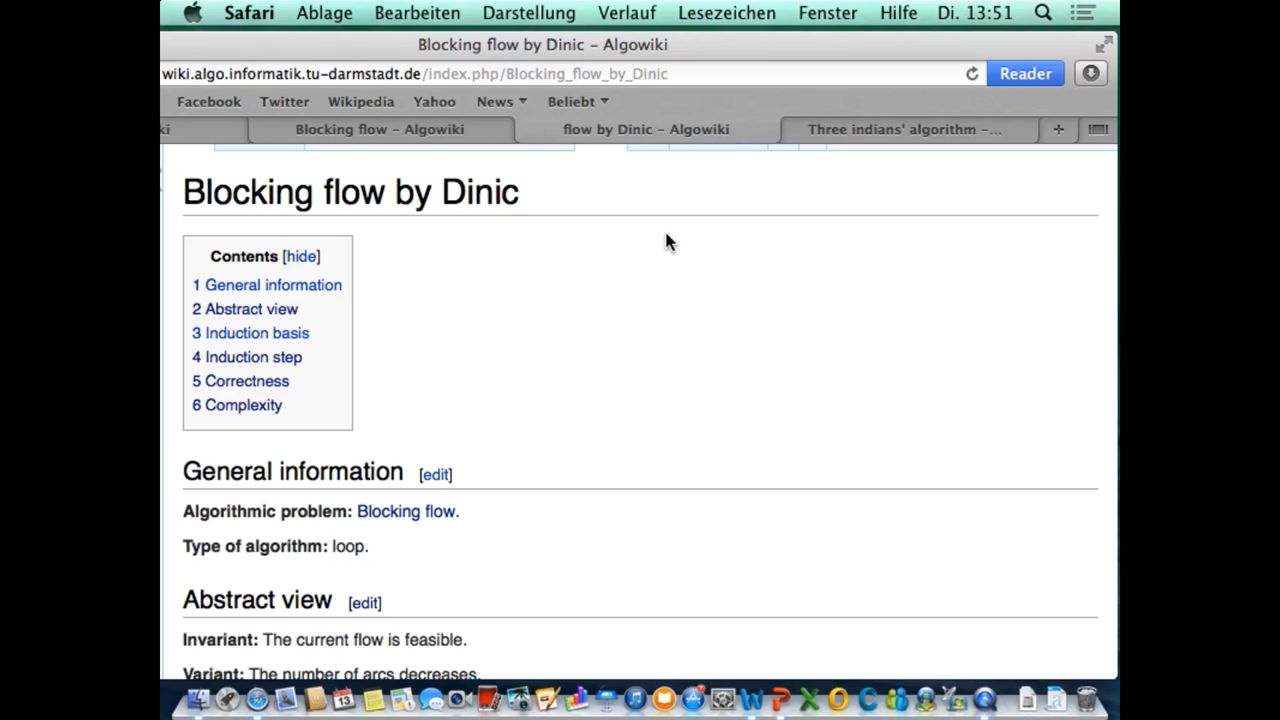 Safari Ablage Bearbeiten Darstellung Verlauf Lesezeichen Fenster Hilfe Di. 13:51
Blocking flow by Dinic – Algowiki
wiki.algo.informatik.tu-darmstadt.de/index.php/Blocking_flow_by_Dinic Reader
Facebook Twitter Wikipedia Yahoo News Beliebt
ki Blocking flow – Algowiki flow by Dinic – Algowiki Three indians' algorithm –...
Blocking flow by Dinic
Contents [hide]
1 General information
2 Abstract view
3 Induction basis
4 Induction step
5 Correctness
6 Complexity
General information [edit]
Algorithmic problem: Blocking flow.
Type of algorithm: loop.
Abstract view [edit]
Invariant: The current flow is feasible.
Variant: The number of arcs decreases.
13